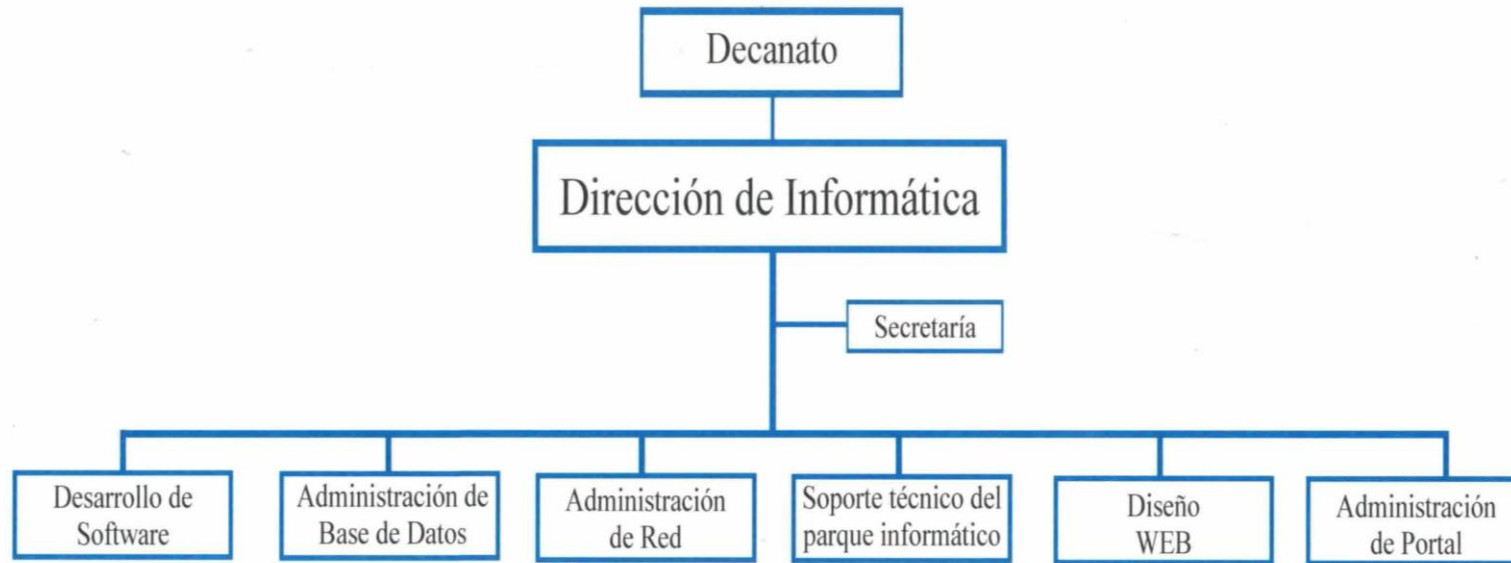 Decanato
Dirección de Informática
Secretaría
Desarrollo de
Software
Administración de
Base de Datos
Administración
de Red
Soporte técnico del
parque informático
Diseño
WEB
Administración
de Portal